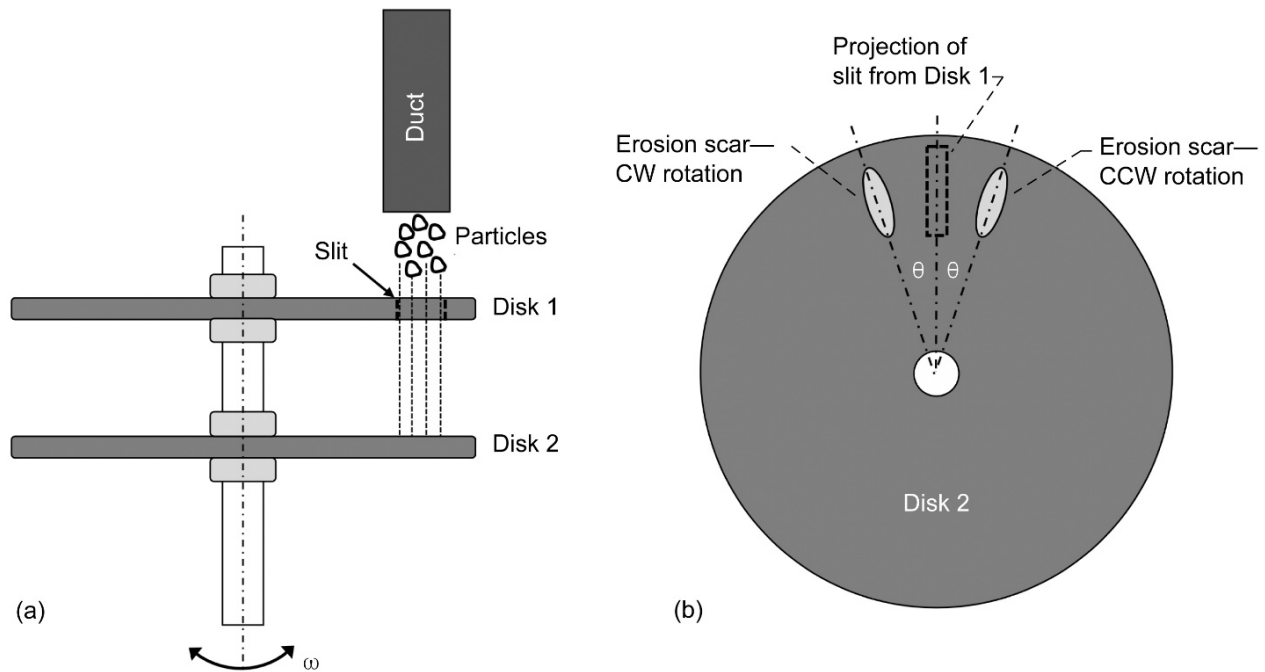 Duct
Particles
Slit
Disk 1
Disk 2
(a)
ω
Projection of
slit from Disk 1
Erosion scar—
CW rotation
Erosion scar—
CCW rotation
θ θ
Disk 2
(b)